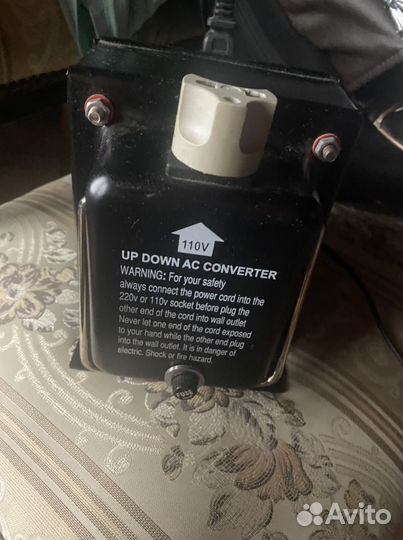 110V
UP DOWN AC CONVERTER
WARNING: For your safety
always connect the power cord into the
220v or 110v socket before plug the
other end of the cord into wall outlet
Never let one end of the cord exposed
to your hand while the other end plug
into the wall outlet. It is in danger of
electric. Shock or fire hazard.
FUSE
Avito